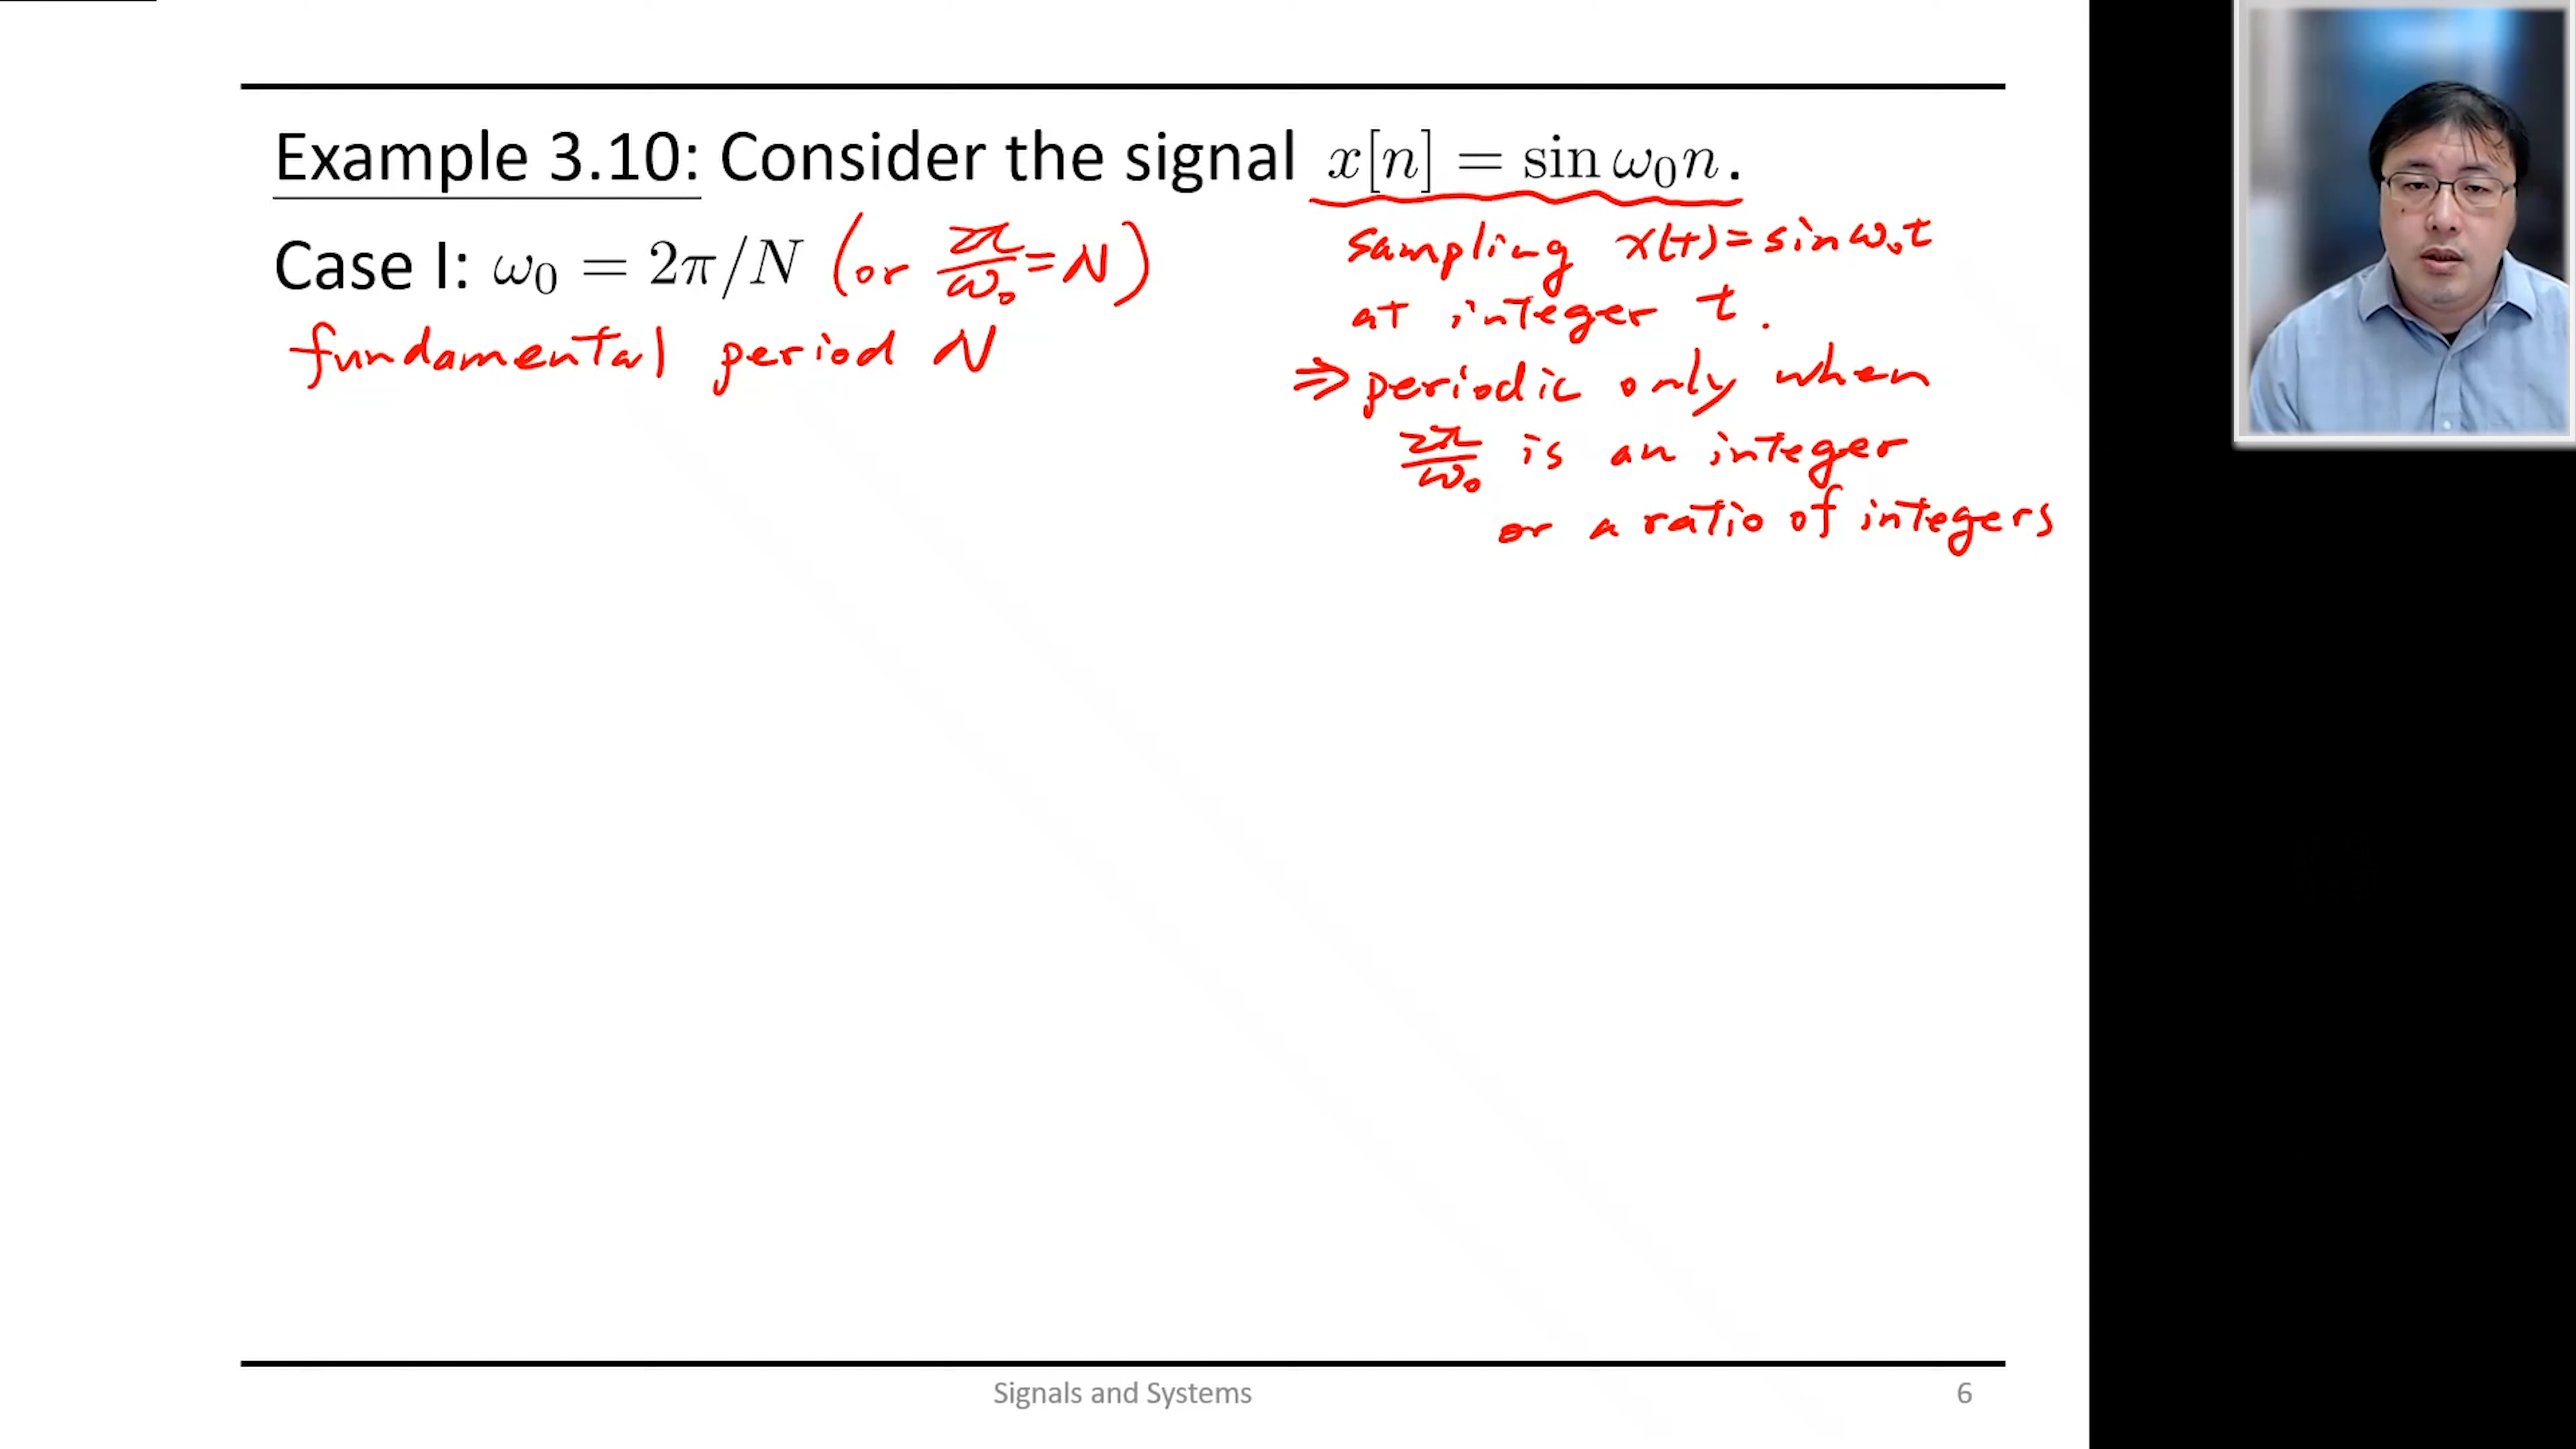 Example 3.10: Consider the signal x[n] = sin ω₀n.
Case I: ω₀ = 2π/N (or 2π/ω₀ = N)
fundamental period N
sampling x(t) = sin ω₀t
at integer t.
⇒ periodic only when
2π/ω₀ is an integer
or a ratio of integers
Signals and Systems
6